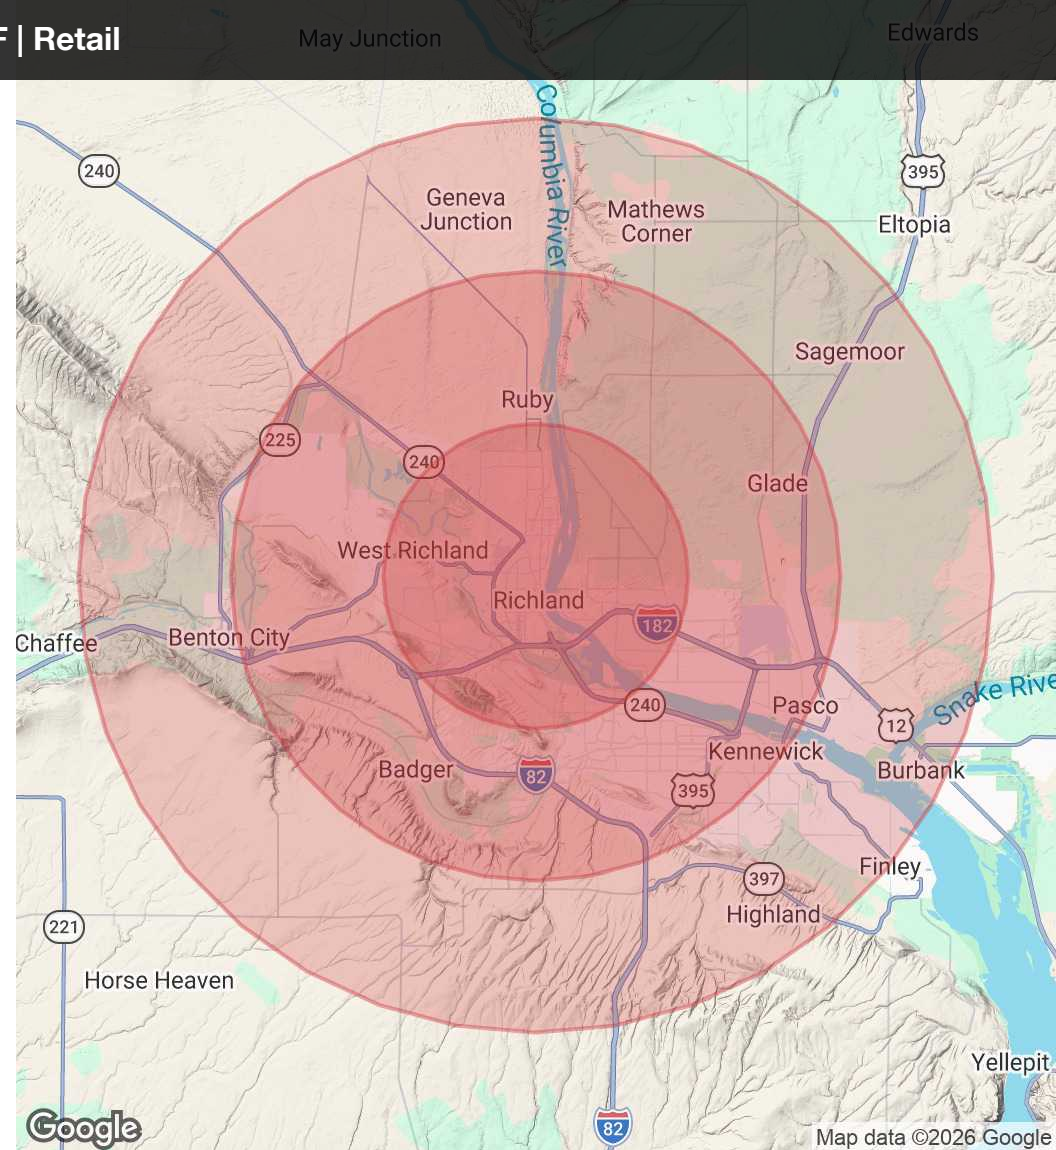 F | Retail
May Junction
Edwards
240
395
Columbia River
Geneva
Junction
Mathews
Corner
Eltopia
Sagemoor
Ruby
225
240
Glade
West Richland
Richland
182
Chaffee
Benton City
Snake Rive
240
Pasco
12
Kennewick
Badger
82
395
Burbank
Finley
397
Highland
221
Horse Heaven
Yellepit
Google
82
Map data ©2026 Google